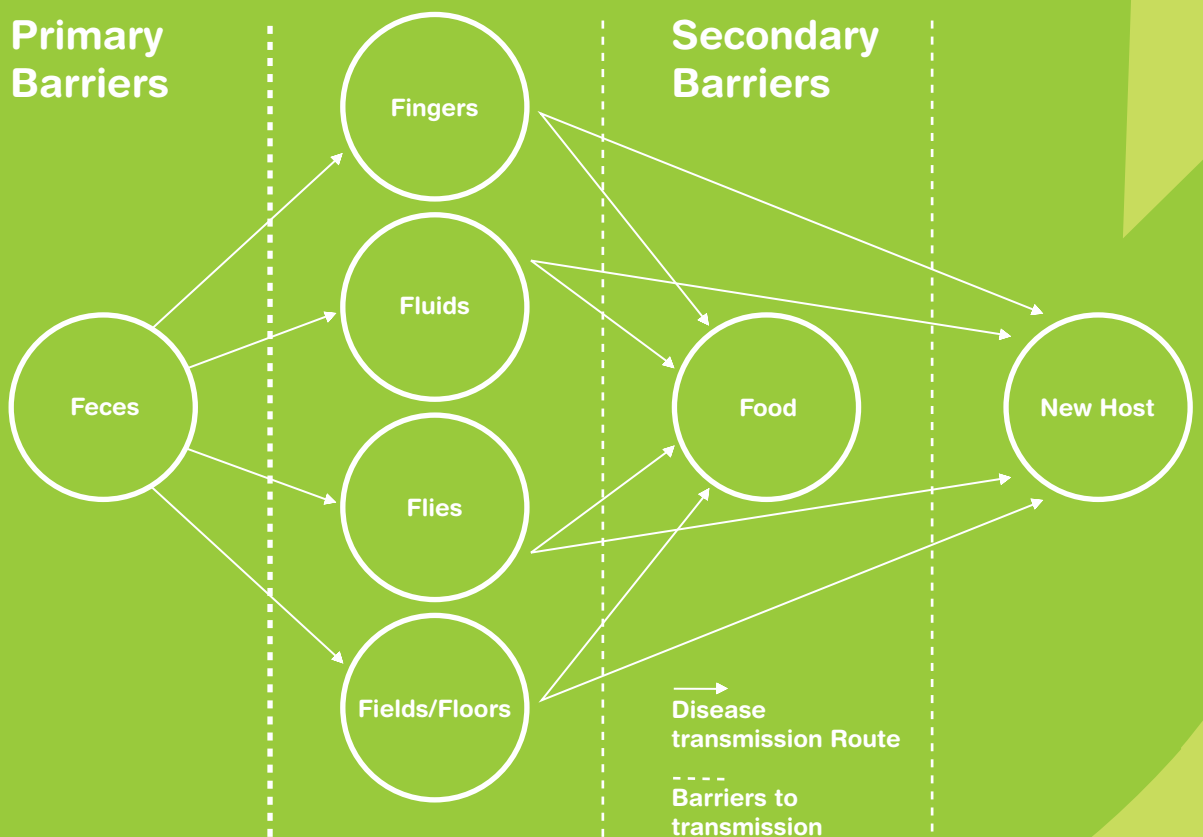 Primary
Barriers
Secondary
Barriers
Fingers
Fluids
Feces
Food
New Host
Flies
Fields/Floors
Disease
transmission Route
Barriers to
transmission